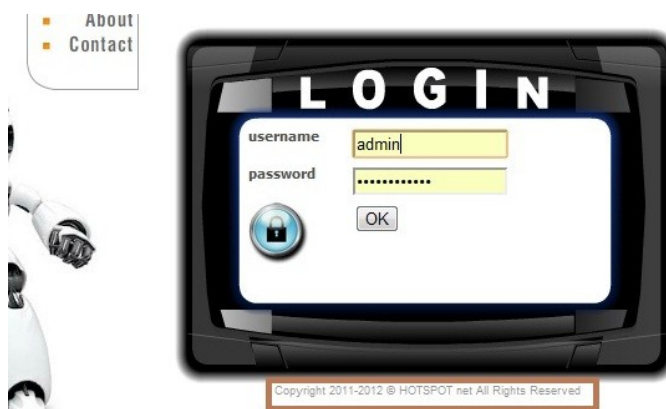 About
Contact
LOGIN
username
admin
password
••••••••••••
OK
Copyright 2011-2012 © HOTSPOT net All Rights Reserved